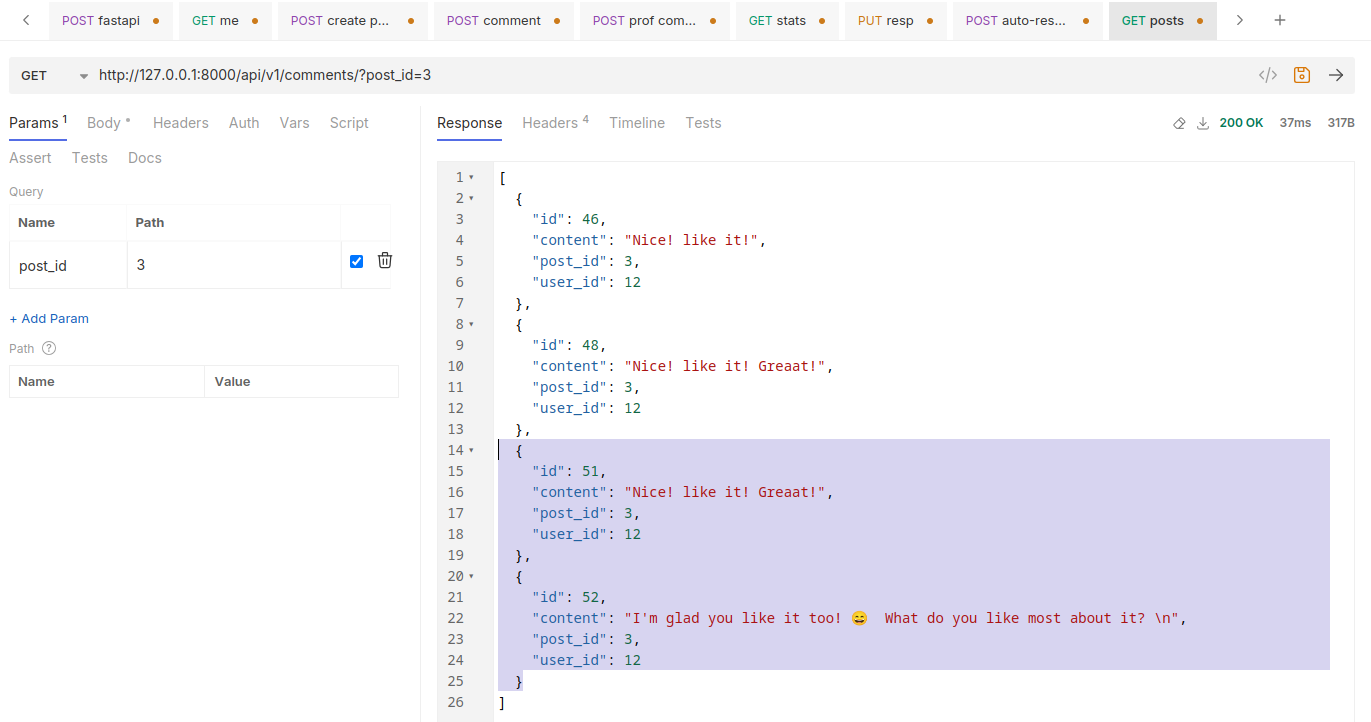 POST fastapi GET me POST create p... POST comment POST prof com... GET stats PUT resp POST auto-res... GET posts
GET http://127.0.0.1:8000/api/v1/comments/?post_id=3
Params 1 Body Headers Auth Vars Script
Assert Tests Docs
Query
Name Path
post_id 3
+ Add Param
Path ?
Name Value
Response Headers 4 Timeline Tests 200 OK 37ms 317B
1 [
2 {
3 "id": 46,
4 "content": "Nice! like it!",
5 "post_id": 3,
6 "user_id": 12
7 },
8 {
9 "id": 48,
10 "content": "Nice! like it! Greaat!",
11 "post_id": 3,
12 "user_id": 12
13 },
14 {
15 "id": 51,
16 "content": "Nice! like it! Greaat!",
17 "post_id": 3,
18 "user_id": 12
19 },
20 {
21 "id": 52,
22 "content": "I'm glad you like it too! 😄  What do you like most about it? \n",
23 "post_id": 3,
24 "user_id": 12
25 }
26 ]